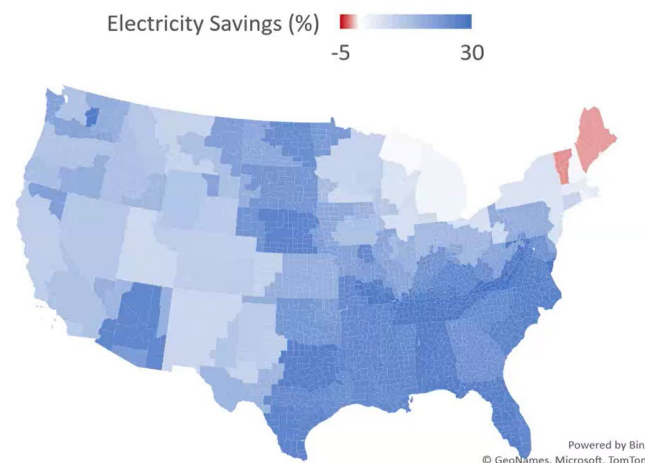 Electricity Savings (%)
-5 30
Powered by Bin
© GeoNames, Microsoft, TomTom